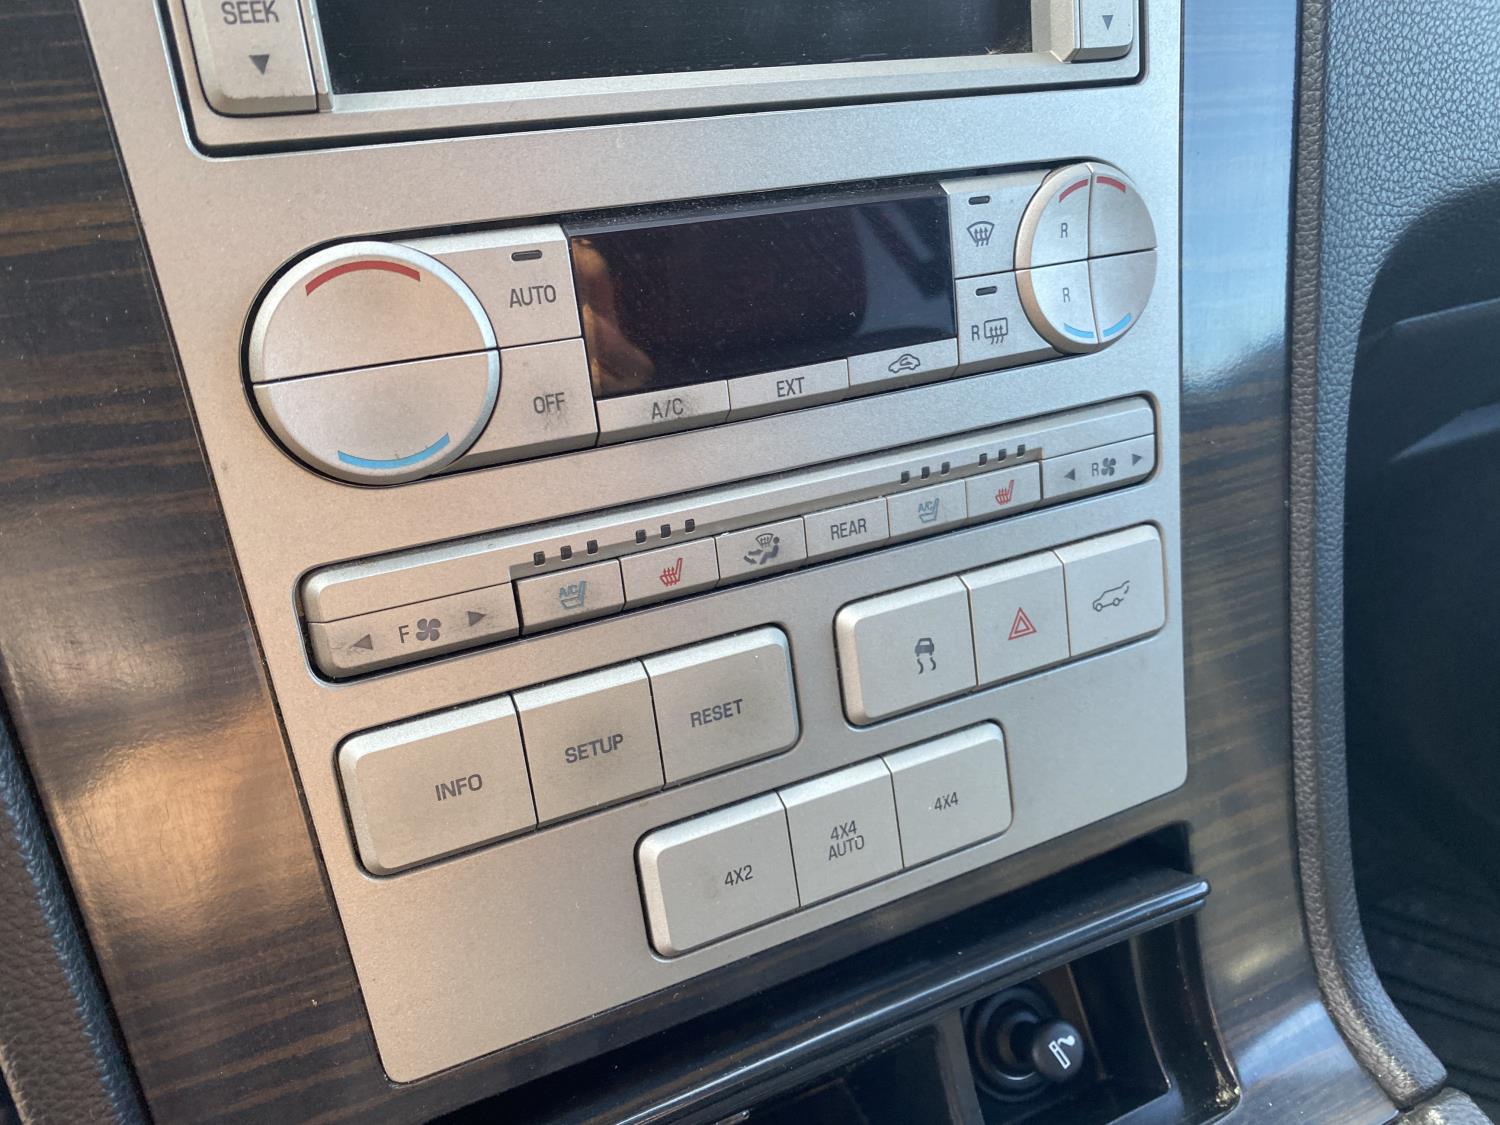 SEEK
AUTO
OFF
A/C
EXT
R
R
R
A/C
A/C
REAR
F
R
INFO
SETUP
RESET
4X2
4X4
AUTO
4X4